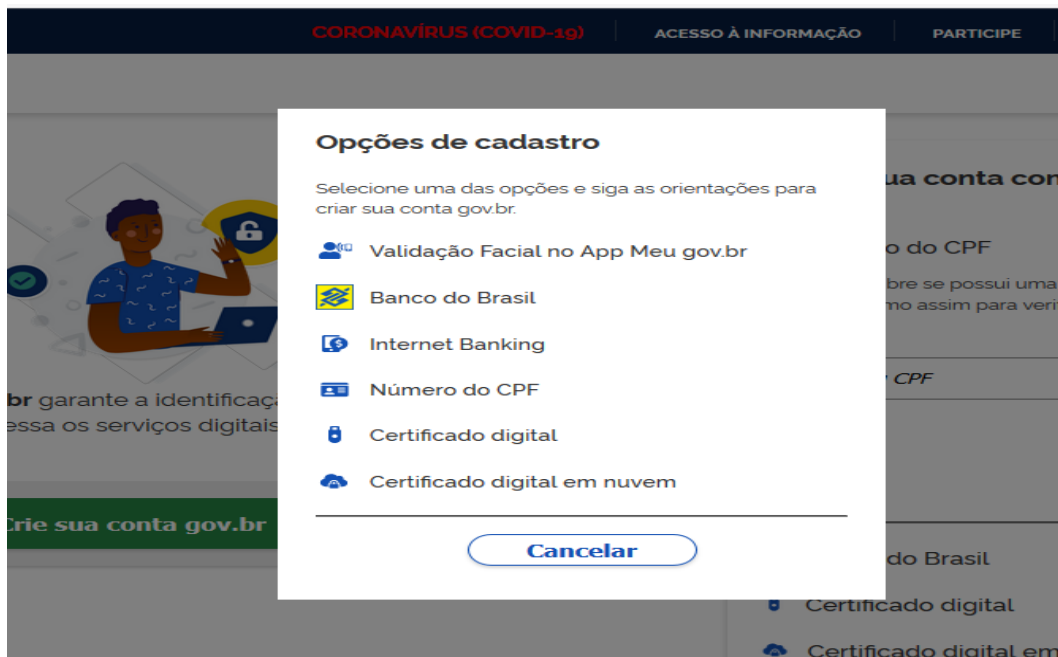 CORONAVÍRUS (COVID-19)
ACESSO À INFORMAÇÃO
PARTICIPE
Opções de cadastro
Selecione uma das opções e siga as orientações para
criar sua conta gov.br.
Validação Facial no App Meu gov.br
Banco do Brasil
Internet Banking
Número do CPF
Certificado digital
Certificado digital em nuvem
Cancelar
br garante a identificaç
essa os serviços digitais
Crie sua conta gov.br
ua conta con
o do CPF
bre se possui uma
mo assim para veri
CPF
do Brasil
Certificado digital
Certificado digital em